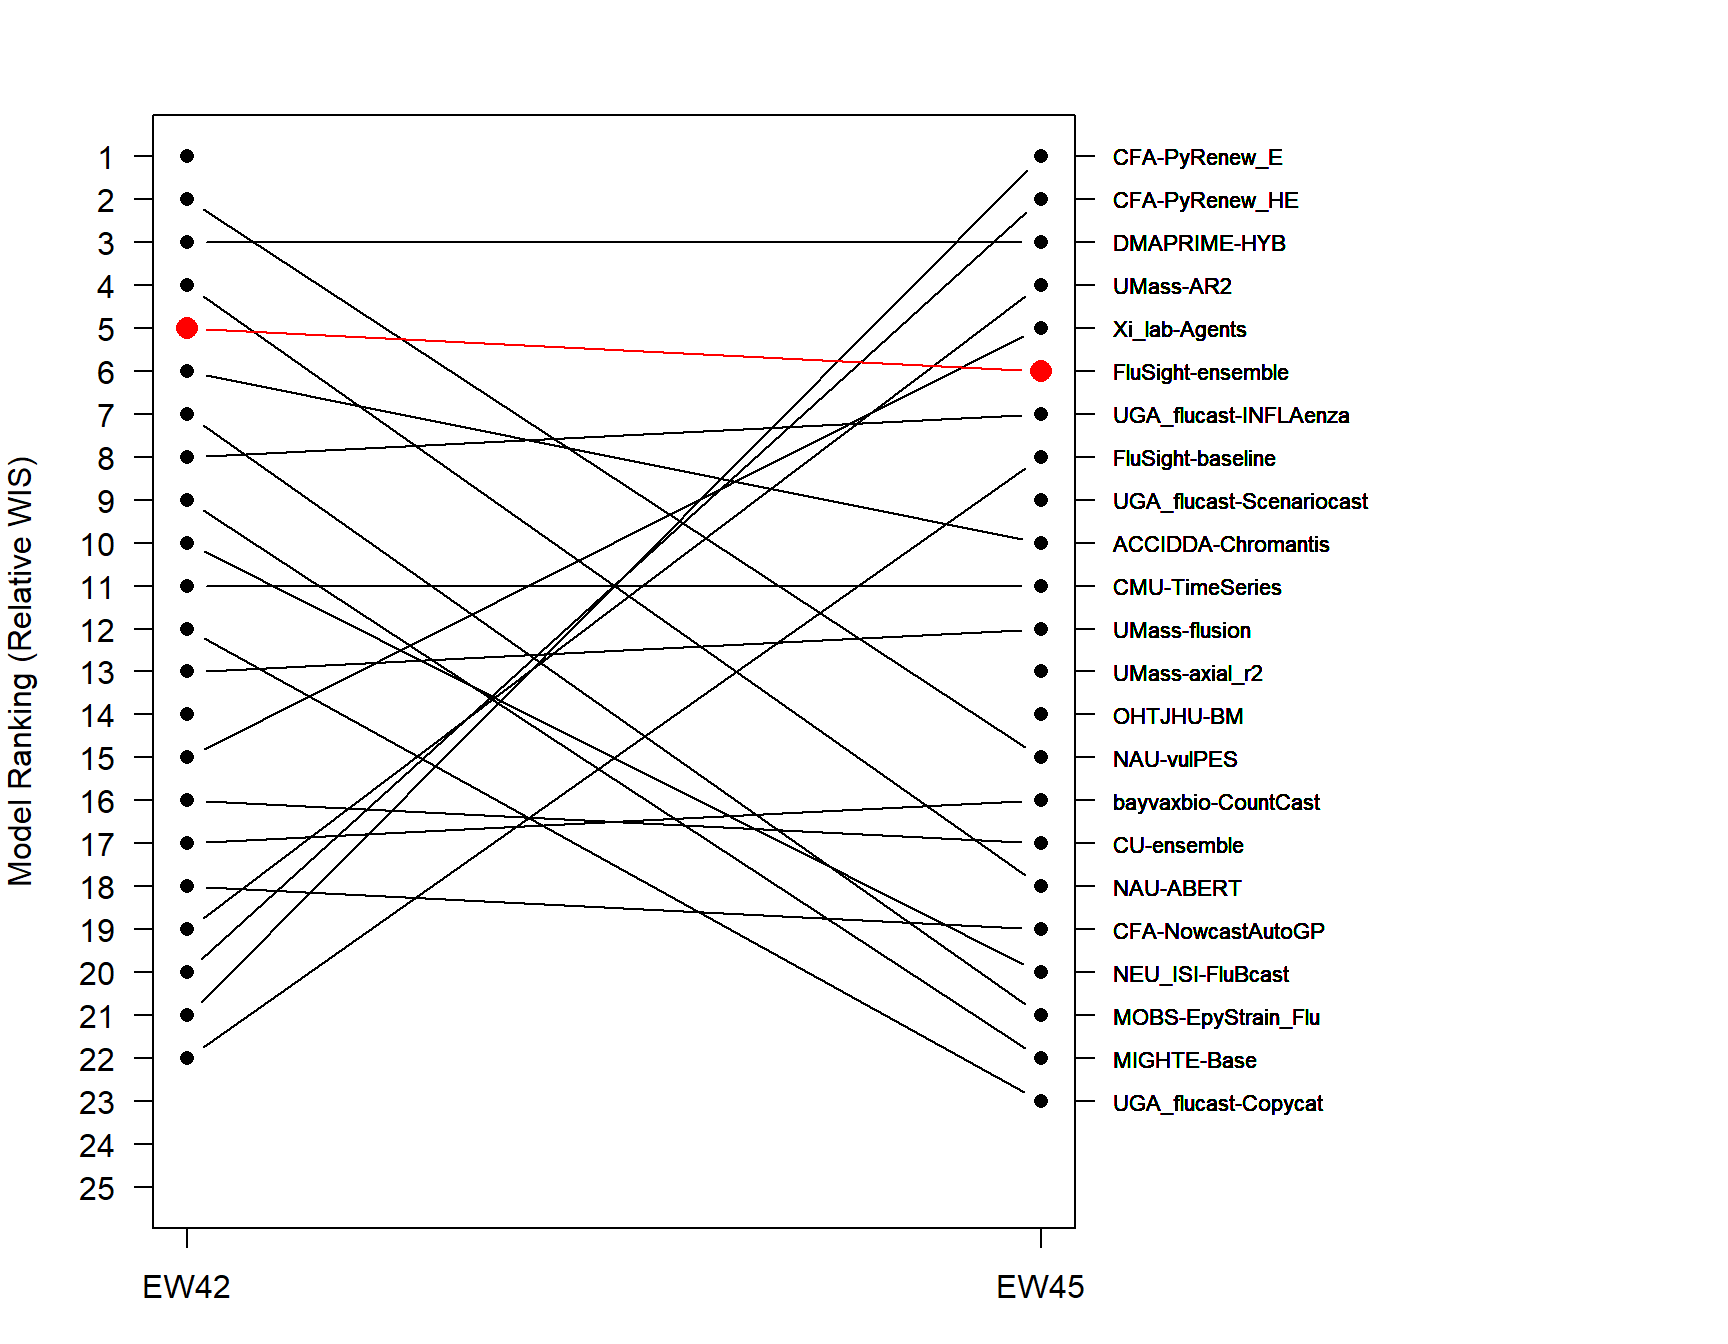 Model Ranking (Relative WIS)
1 CFA-PyRenew_E
2 CFA-PyRenew_HE
3 DMAPRIME-HYB
4 UMass-AR2
5 Xi_lab-Agents
6 FluSight-ensemble
7 UGA_flucast-INFLAenza
8 FluSight-baseline
9 UGA_flucast-Scenariocast
10 ACCIDDA-Chromantis
11 CMU-TimeSeries
12 UMass-flusion
13 UMass-axial_r2
14 OHTJHU-BM
15 NAU-vulPES
16 bayvaxbio-CountCast
17 CU-ensemble
18 NAU-ABERT
19 CFA-NowcastAutoGP
20 NEU_ISI-FluBcast
21 MOBS-EpyStrain_Flu
22 MIGHTE-Base
23 UGA_flucast-Copycat
24
25
EW42 EW45